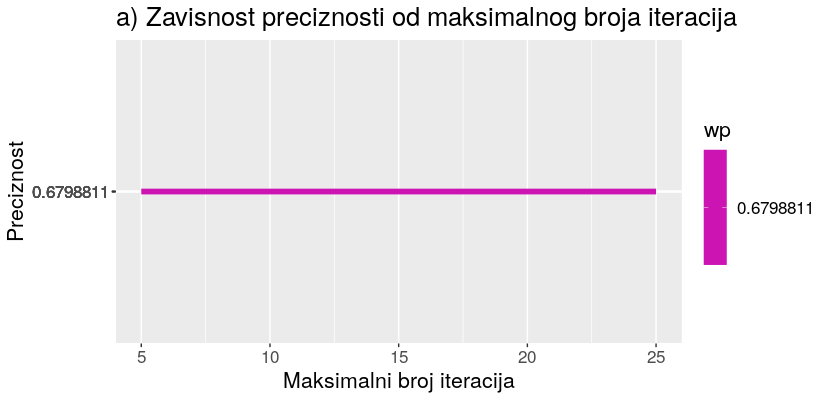 a) Zavisnost preciznosti od maksimalnog broja iteracija
Preciznost
0.6798811
5 10 15 20 25
Maksimalni broj iteracija
wp
0.6798811